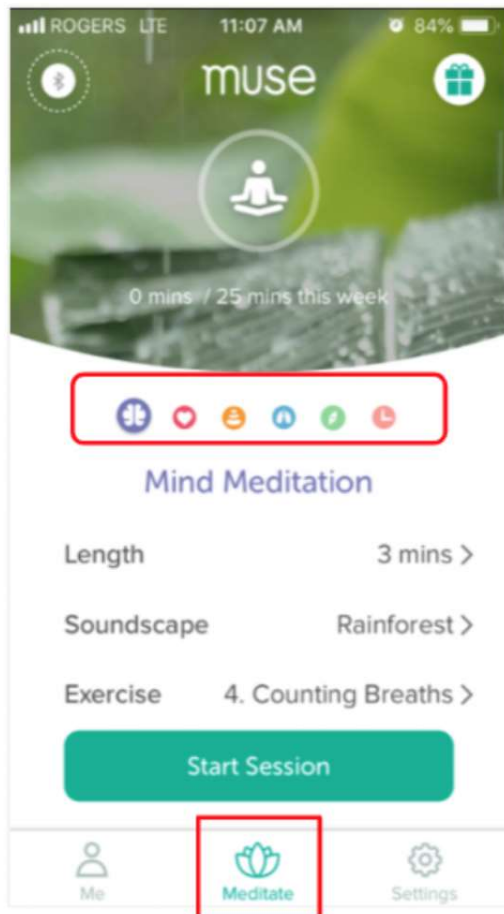 ROGERS LTE 11:07 AM 84%
muse
0 mins / 25 mins this week
Mind Meditation
Length 3 mins >
Soundscape Rainforest >
Exercise 4. Counting Breaths >
Start Session
Me Meditate Settings